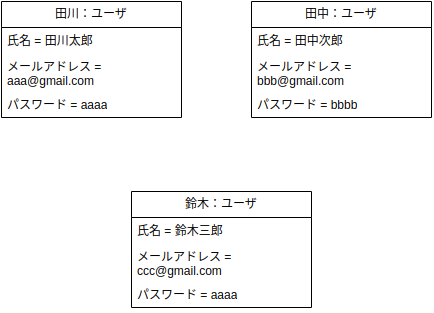 田川：ユーザ
氏名 = 田川太郎
メールアドレス =
aaa@gmail.com
パスワード = aaaa
田中：ユーザ
氏名 = 田中次郎
メールアドレス =
bbb@gmail.com
パスワード = bbbb
鈴木：ユーザ
氏名 = 鈴木三郎
メールアドレス =
ccc@gmail.com
パスワード = aaaa